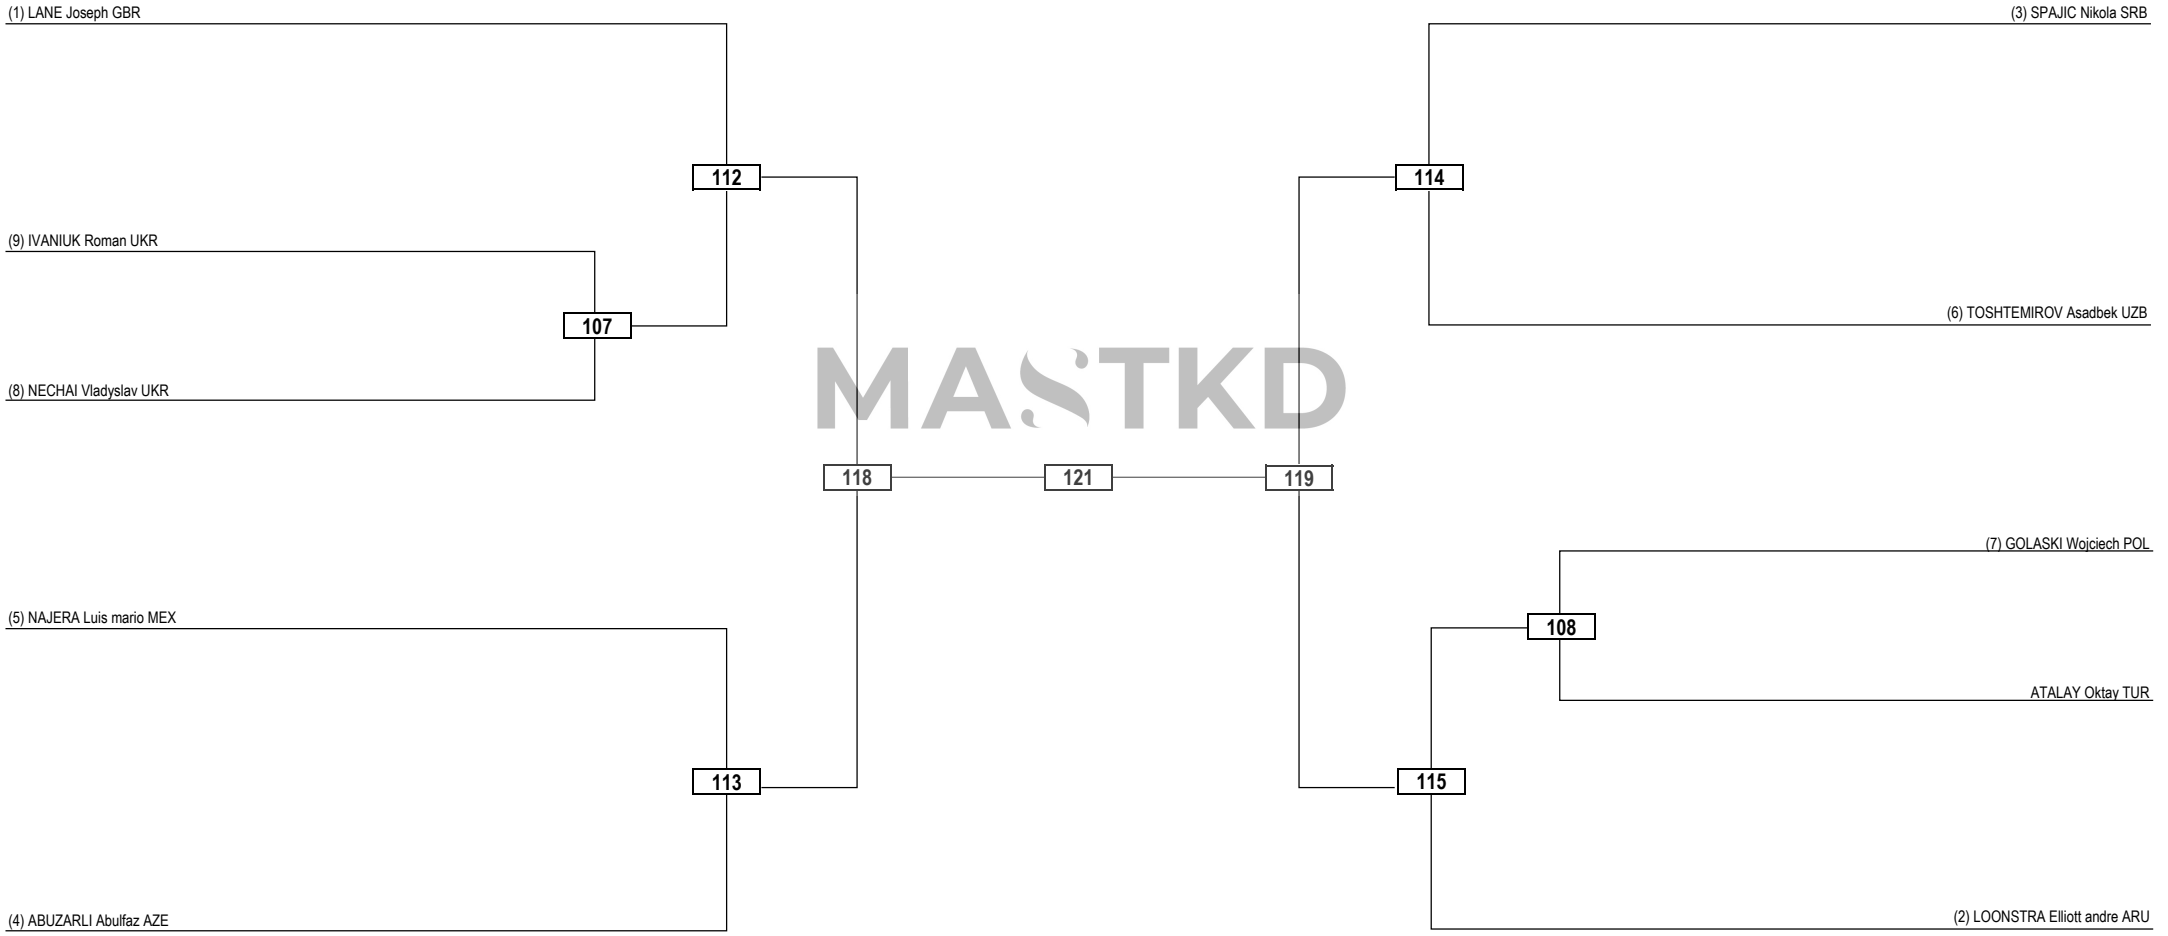 (1) LANE Joseph GBR
(3) SPAJIC Nikola SRB
112
114
(9) IVANIUK Roman UKR
(6) TOSHTEMIROV Asadbek UZB
107
MASTKD
(8) NECHAI Vladyslav UKR
118
121
119
(7) GOLASKI Wojciech POL
(5) NAJERA Luis mario MEX
108
ATALAY Oktay TUR
113
115
(4) ABUZARLI Abulfaz AZE
(2) LOONSTRA Elliott andre ARU